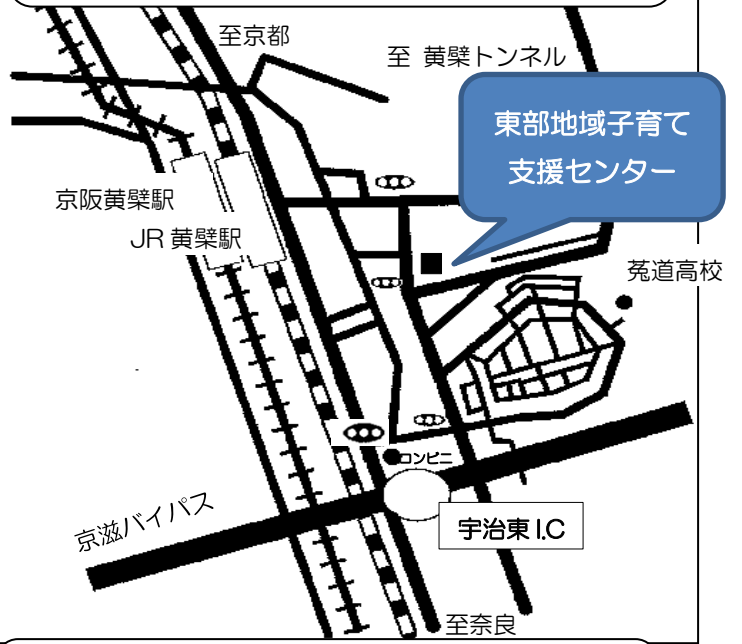 至京都
至 黄檗トンネル
東部地域子育て
支援センター
京阪黄檗駅
JR 黄檗駅
菟道高校
コンビニ
京滋バイパス
宇治東 I.C
至奈良